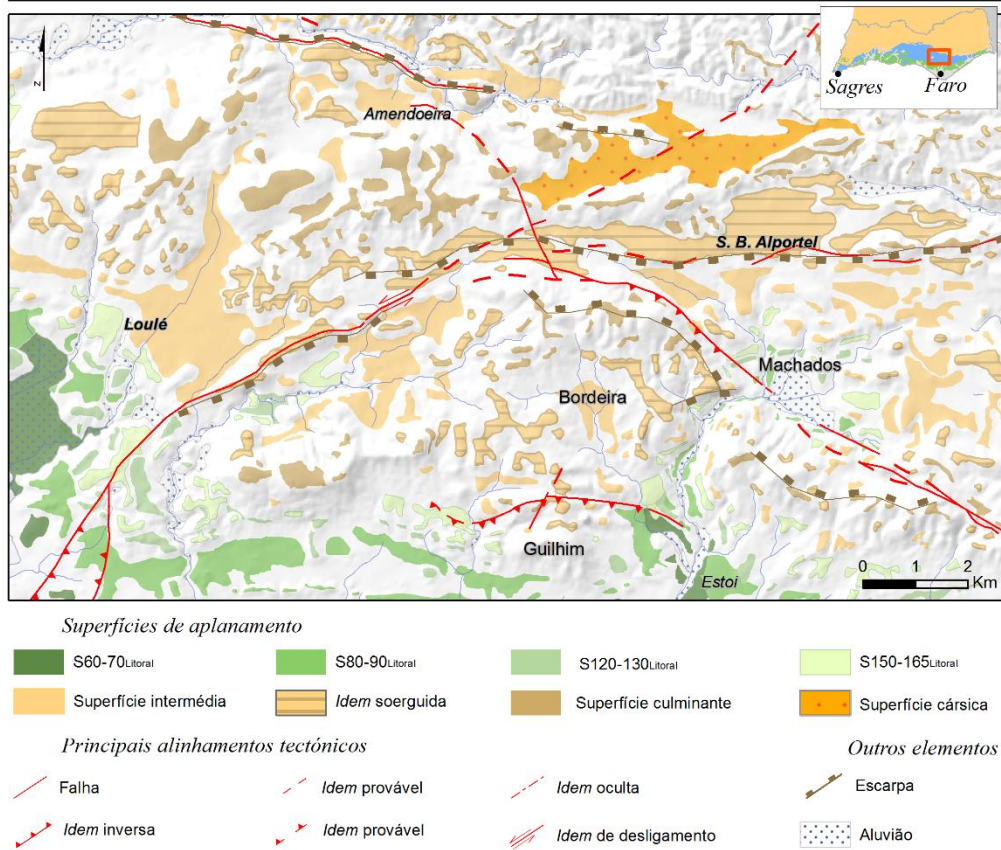 Sagres
Faro
N
Amendoeira
S. B. Alportel
Loulé
Machados
Bordeira
Guilhim
Estoi
0 1 2
Km
Superfícies de aplanamento
S60-70Litoral
S80-90Litoral
S120-130Litoral
S150-165Litoral
Superfície intermédia
Idem soerguida
Superfície culminante
Superfície cársica
Principais alinhamentos tectónicos
Outros elementos
Falha
Idem provável
Idem oculta
Escarpa
Idem inversa
Idem provável
Idem de desligamento
Aluvião